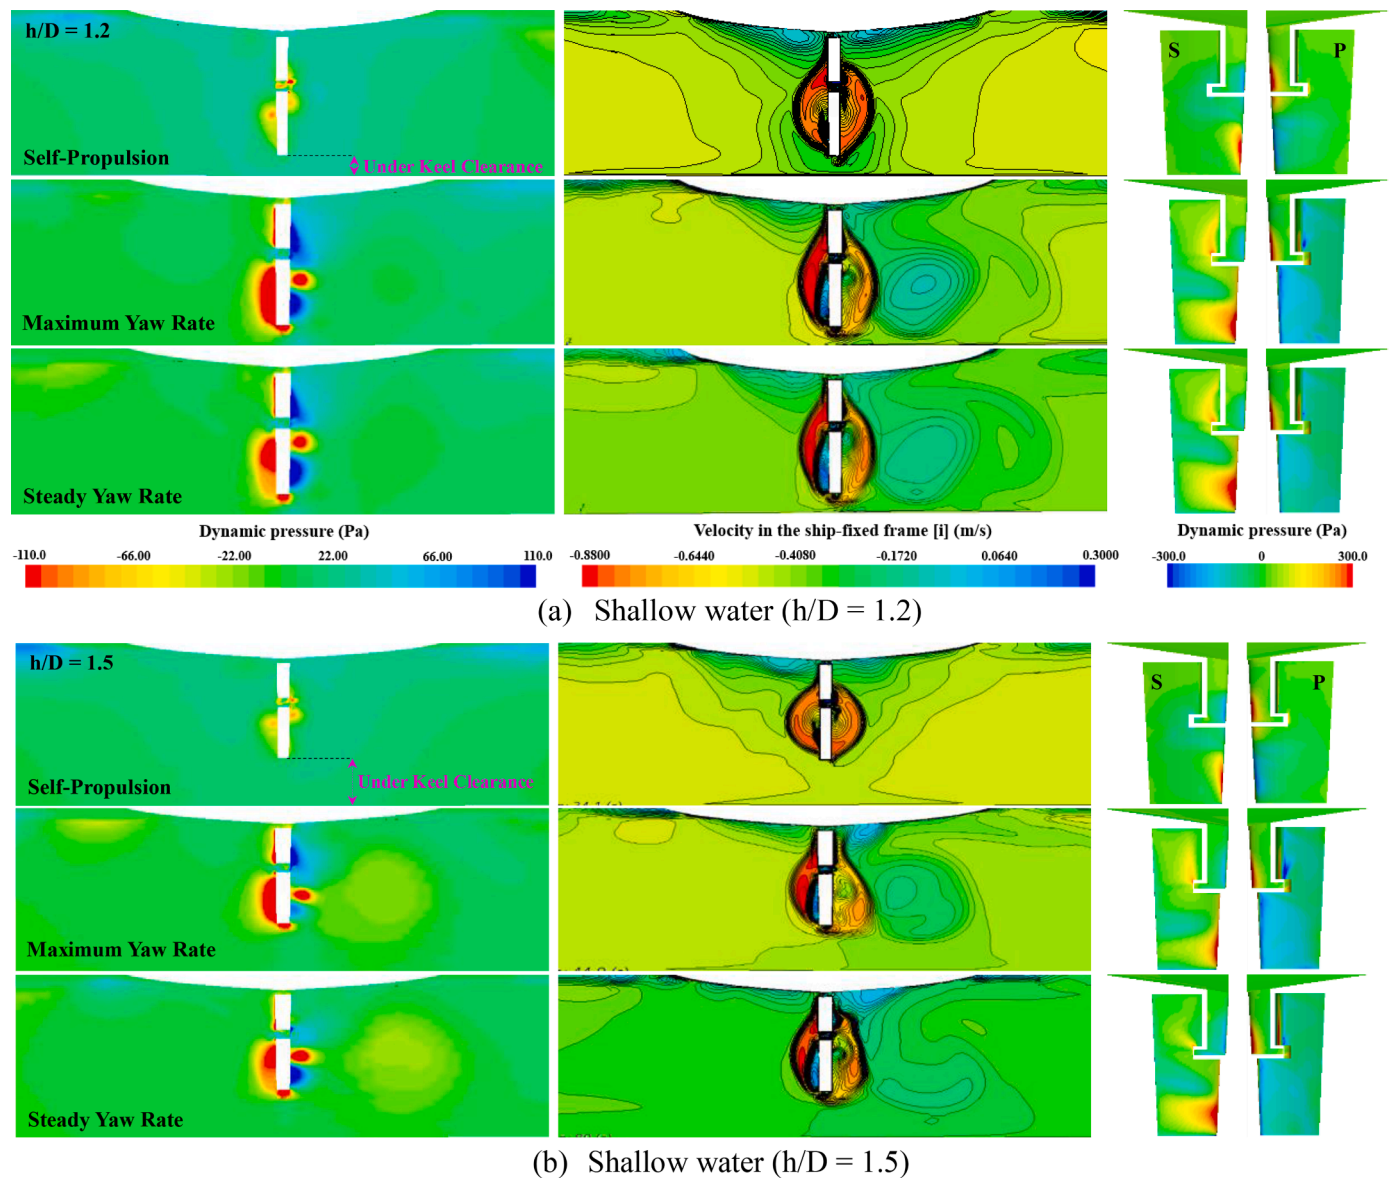 h/D = 1.2
S
P
Self-Propulsion
Under Keel Clearance
Maximum Yaw Rate
Steady Yaw Rate
Dynamic pressure (Pa)
-110.0 -66.00 -22.00 22.00 66.00 110.0
Velocity in the ship-fixed frame [i] (m/s)
-0.8800 -0.6440 -0.4080 -0.1720 0.0640 0.3000
Dynamic pressure (Pa)
-300.0 0 300.0
(a) Shallow water (h/D = 1.2)
h/D = 1.5
S
P
Self-Propulsion
Under Keel Clearance
Maximum Yaw Rate
Steady Yaw Rate
(b) Shallow water (h/D = 1.5)